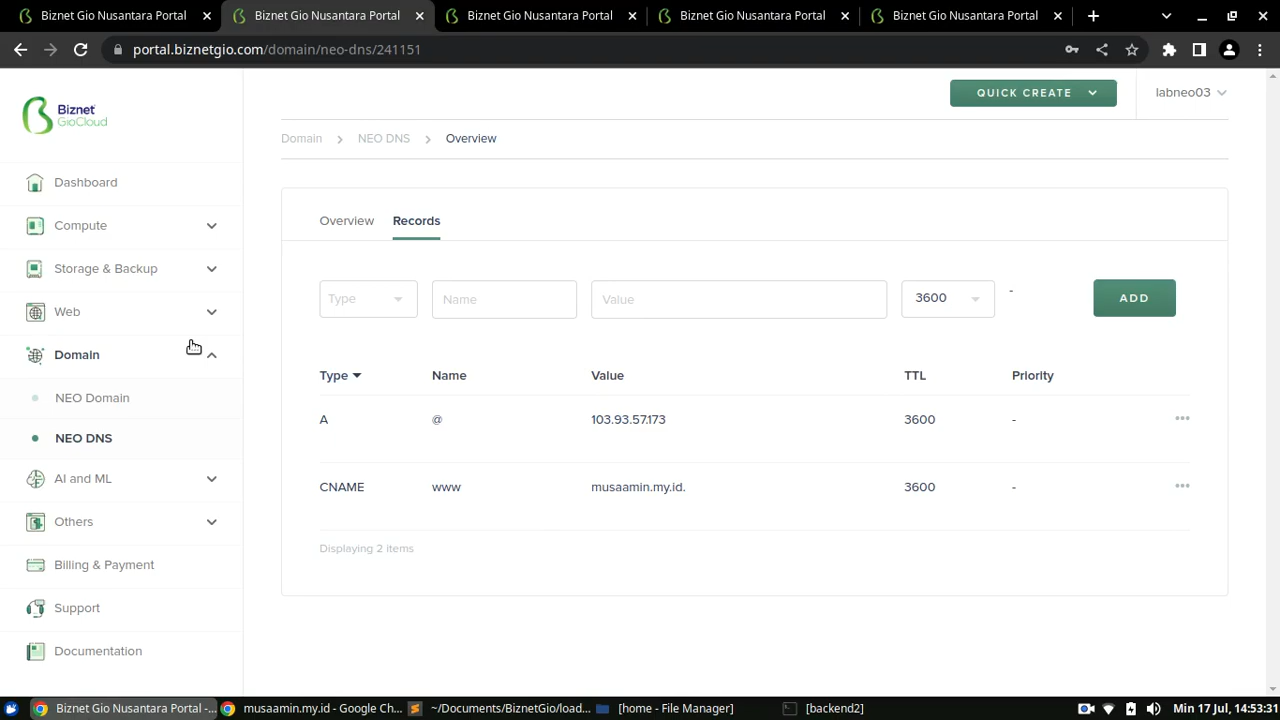 Biznet Gio Nusantara Portal
Biznet Gio Nusantara Portal
Biznet Gio Nusantara Portal
Biznet Gio Nusantara Portal
Biznet Gio Nusantara Portal
portal.biznetgio.com/domain/neo-dns/241151
Biznet
GioCloud
QUICK CREATE
labneo03
Domain > NEO DNS > Overview
Dashboard
Compute
Storage & Backup
Web
Domain
NEO Domain
NEO DNS
AI and ML
Others
Billing & Payment
Support
Documentation
Overview Records
Type Name Value 3600 - ADD
Type Name Value TTL Priority
A @ 103.93.57.173 3600 - •••
CNAME www musaamin.my.id. 3600 - •••
Displaying 2 items
Biznet Gio Nusantara Portal -... musaamin.my.id - Google Ch... ~/Documents/BiznetGio/load... [home - File Manager] [backend2] Min 17 Jul, 14:53:31